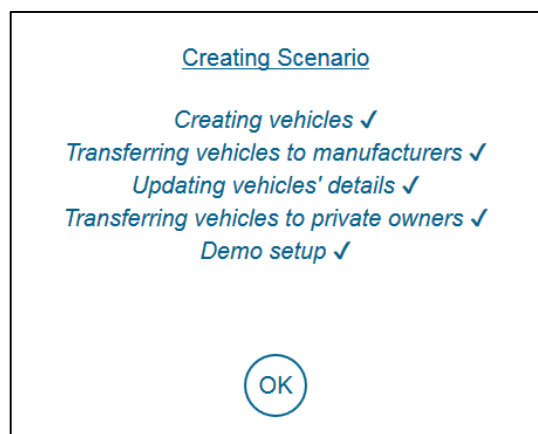 Creating Scenario
Creating vehicles ✓
Transferring vehicles to manufacturers ✓
Updating vehicles' details ✓
Transferring vehicles to private owners ✓
Demo setup ✓
OK